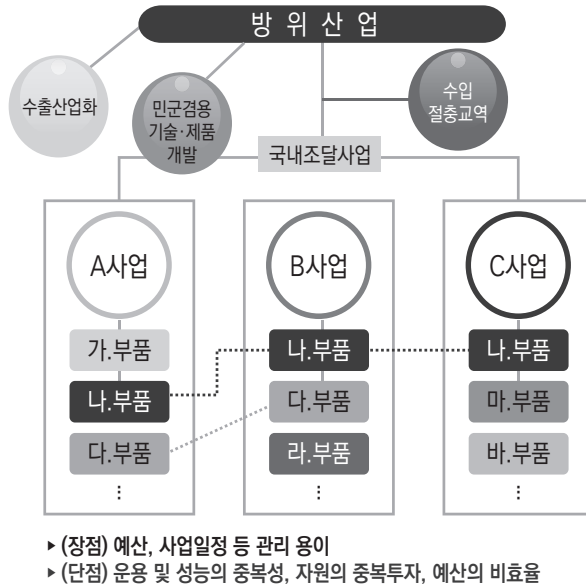 방 위 산 업
수출산업화
민군겸용
기술·제품
개발
수입
절충교역
국내조달사업
A사업
B사업
C사업
가.부품
나.부품
다.부품
⋮
나.부품
다.부품
라.부품
⋮
나.부품
마.부품
바.부품
⋮
▸ (장점) 예산, 사업일정 등 관리 용이
▸ (단점) 운용 및 성능의 중복성, 자원의 중복투자, 예산의 비효율